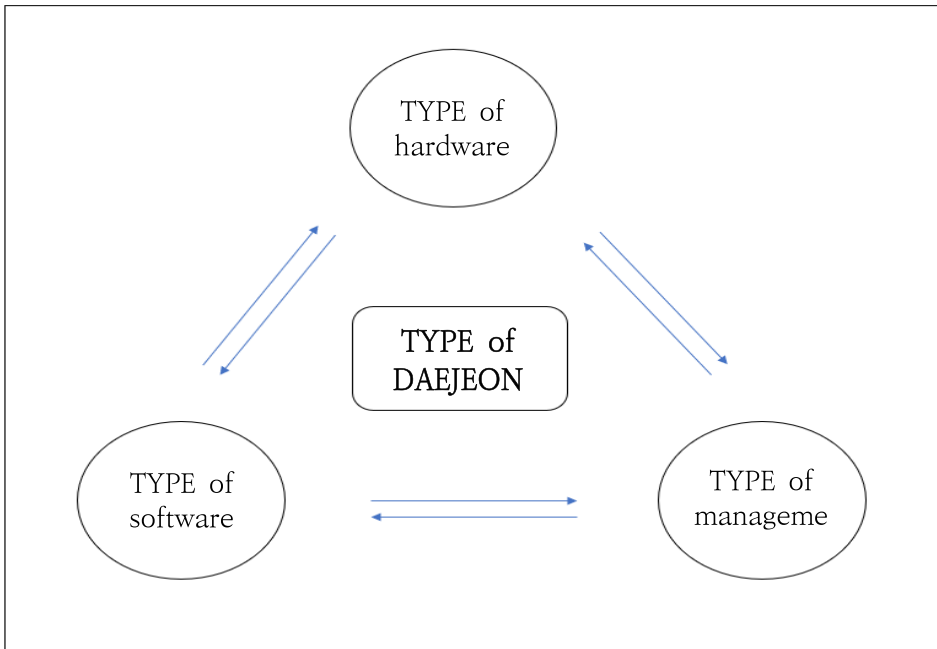 TYPE of
hardware
TYPE of
DAEJEON
TYPE of
software
TYPE of
manageme